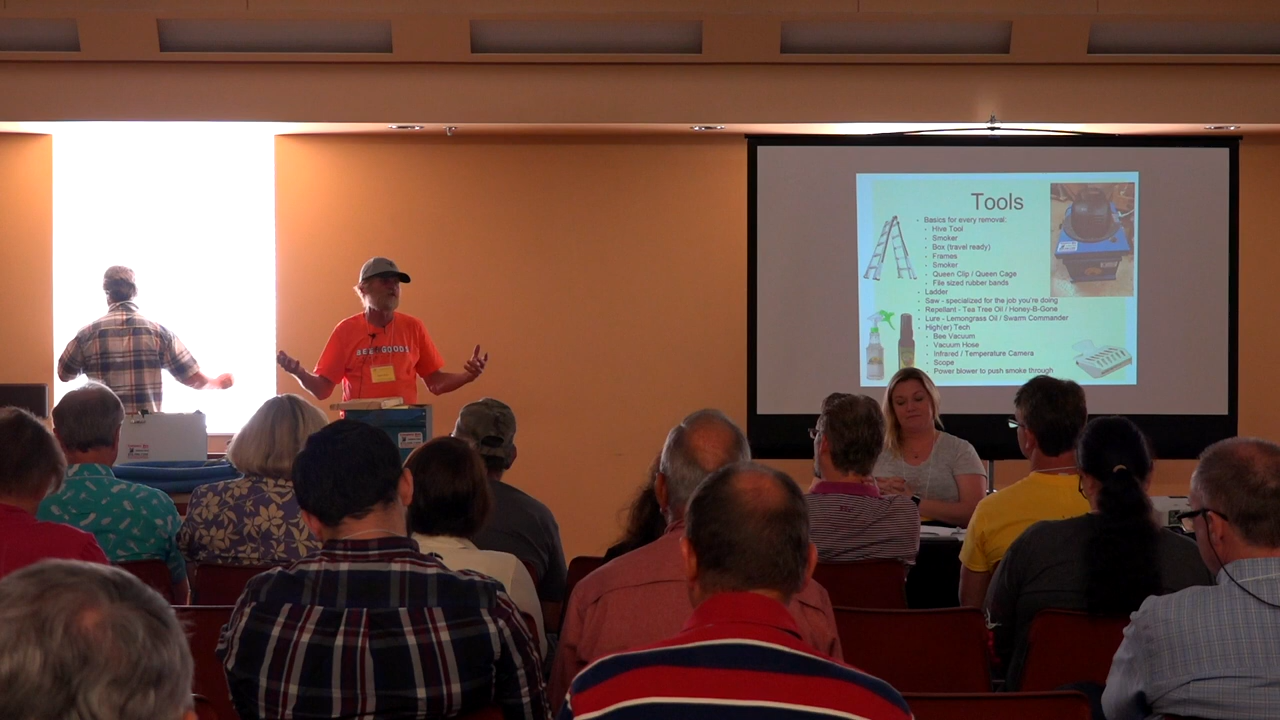 Tools
Basics for every removal:
Hive Tool
Smoker
Box (travel ready)
Frames
Smoker
Queen Clip / Queen Cage
File sized rubber bands
Ladder
Saw - specialized for the job you're doing
Repellant - Tea Tree Oil / Honey-B-Gone
Lure - Lemongrass Oil / Swarm Commander
High(er) Tech
Bee Vacuum
Vacuum Hose
Infrared / Temperature Camera
Scope
Power blower to push smoke through
BEE GOODS